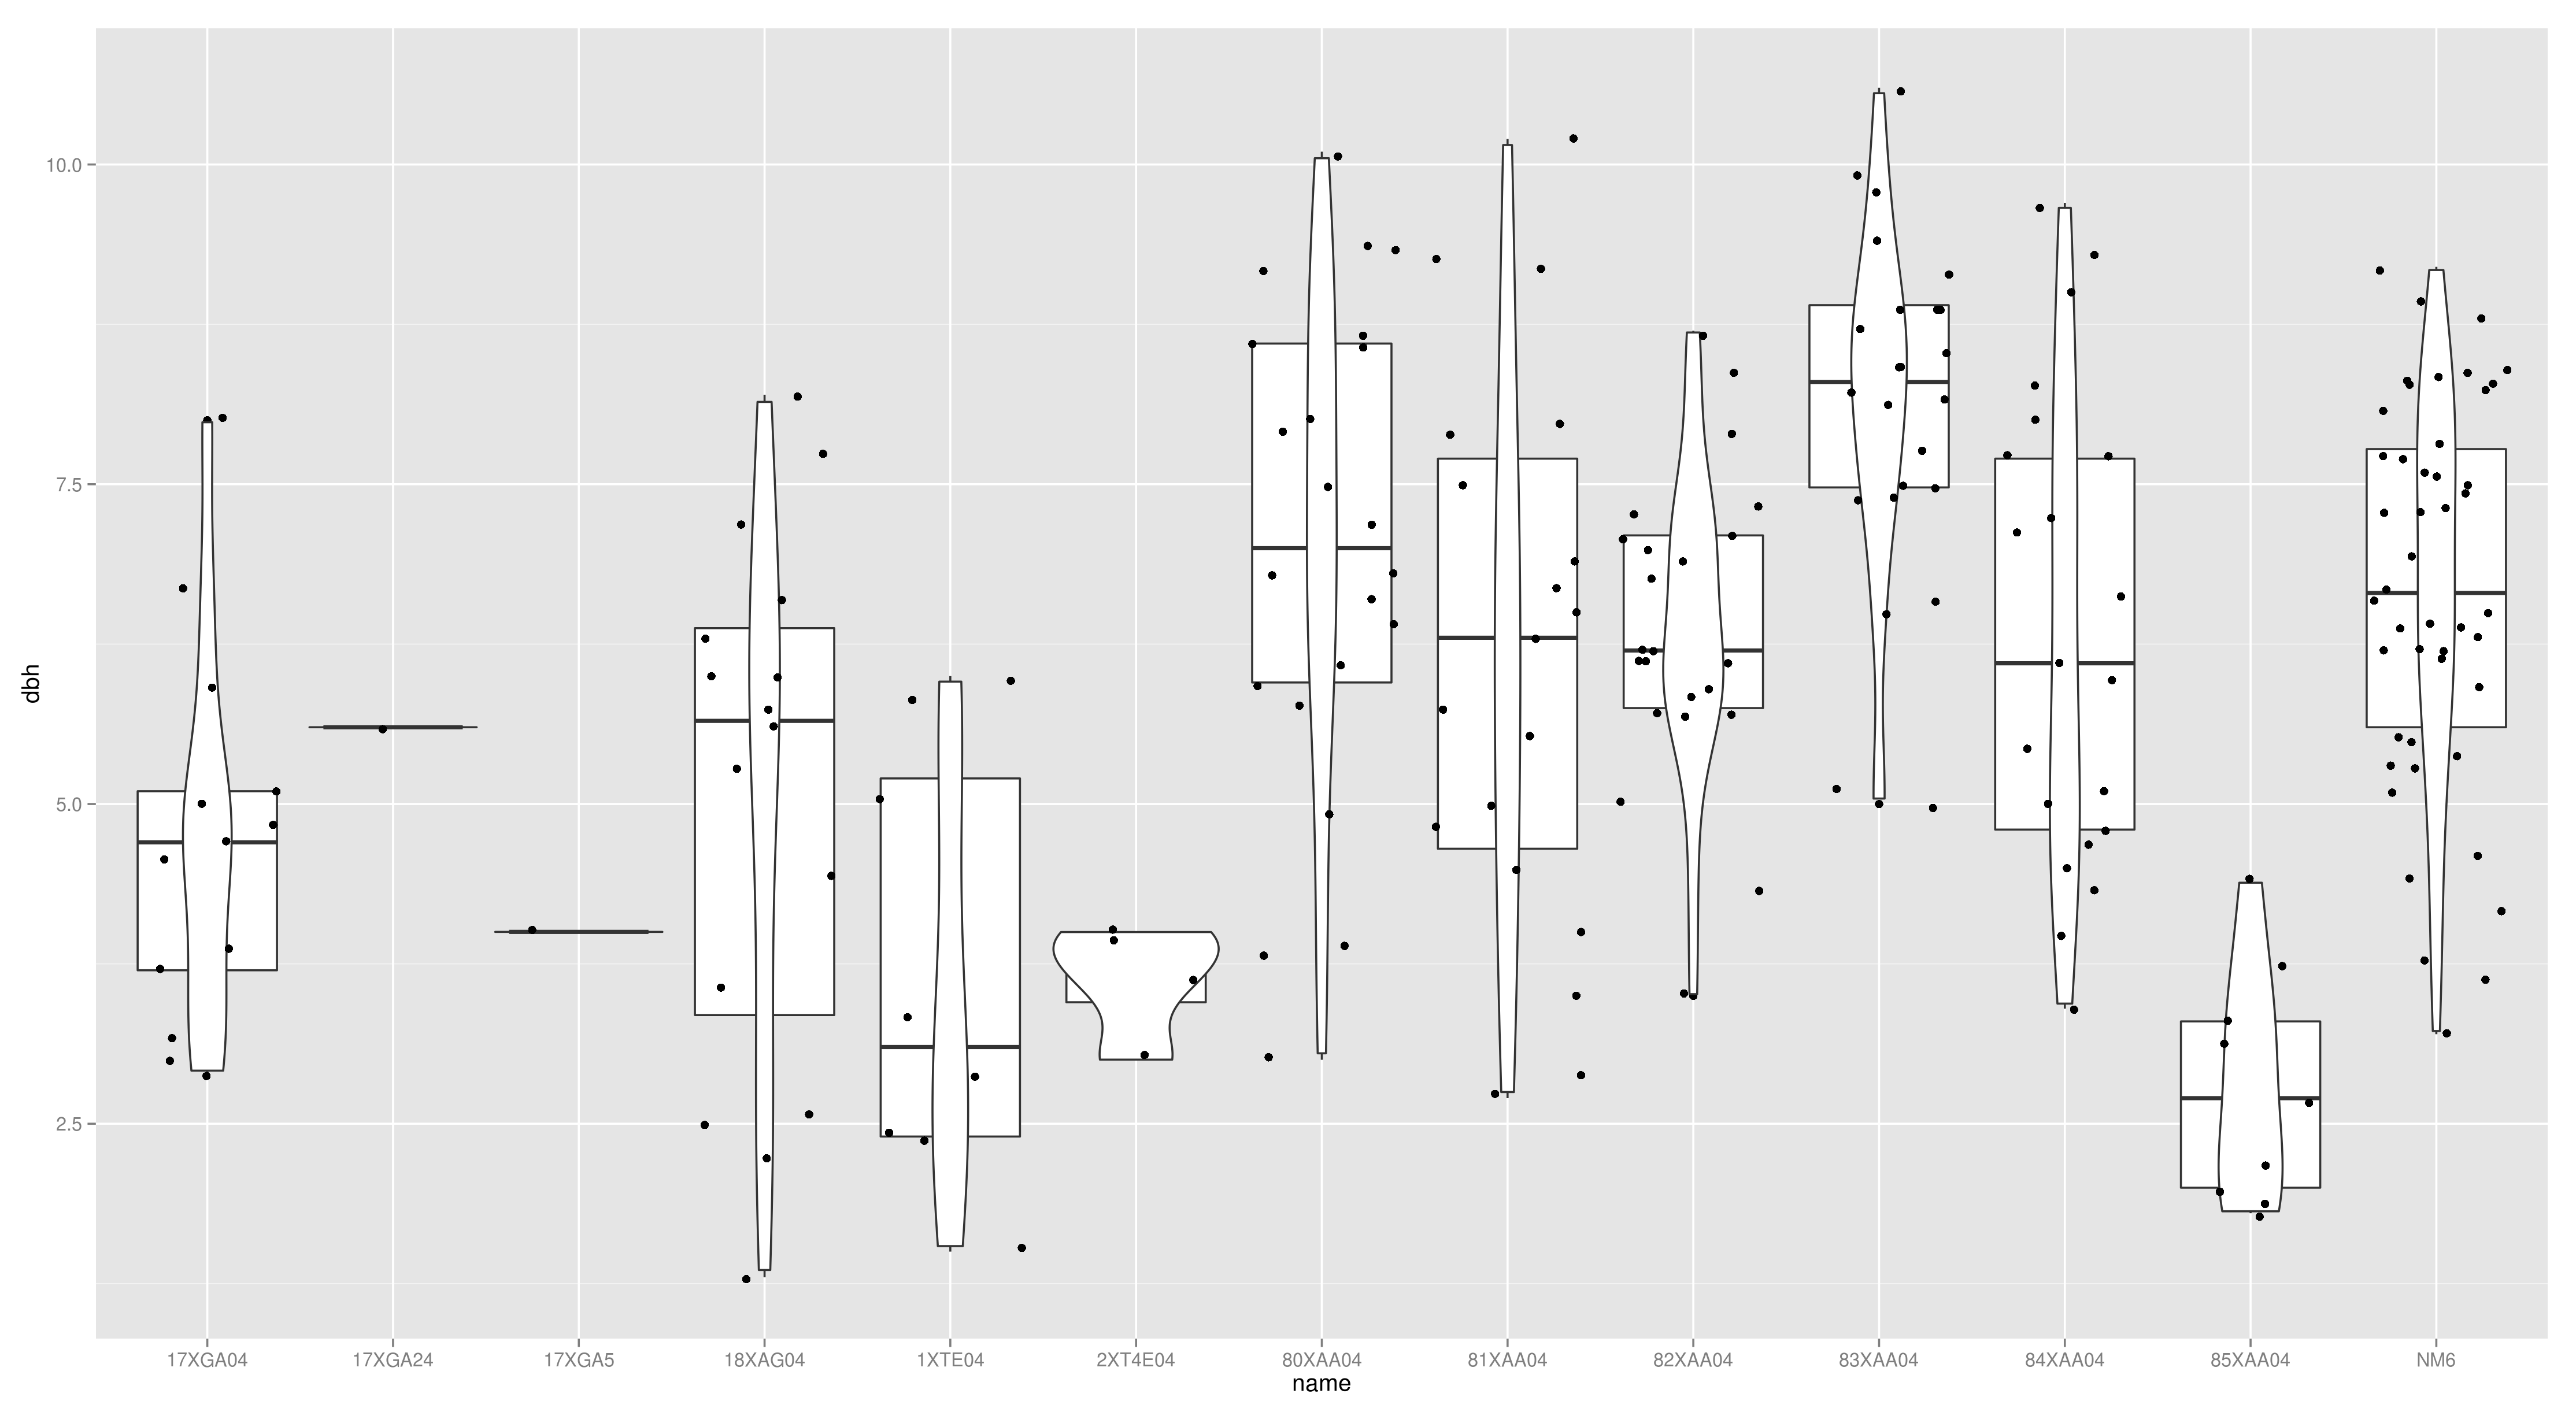 10.0
7.5
5.0
2.5
dbh
17XGA04 17XGA24 17XGA5 18XAG04 1XTE04 2XT4E04 80XAA04 81XAA04 82XAA04 83XAA04 84XAA04 85XAA04 NM6
name